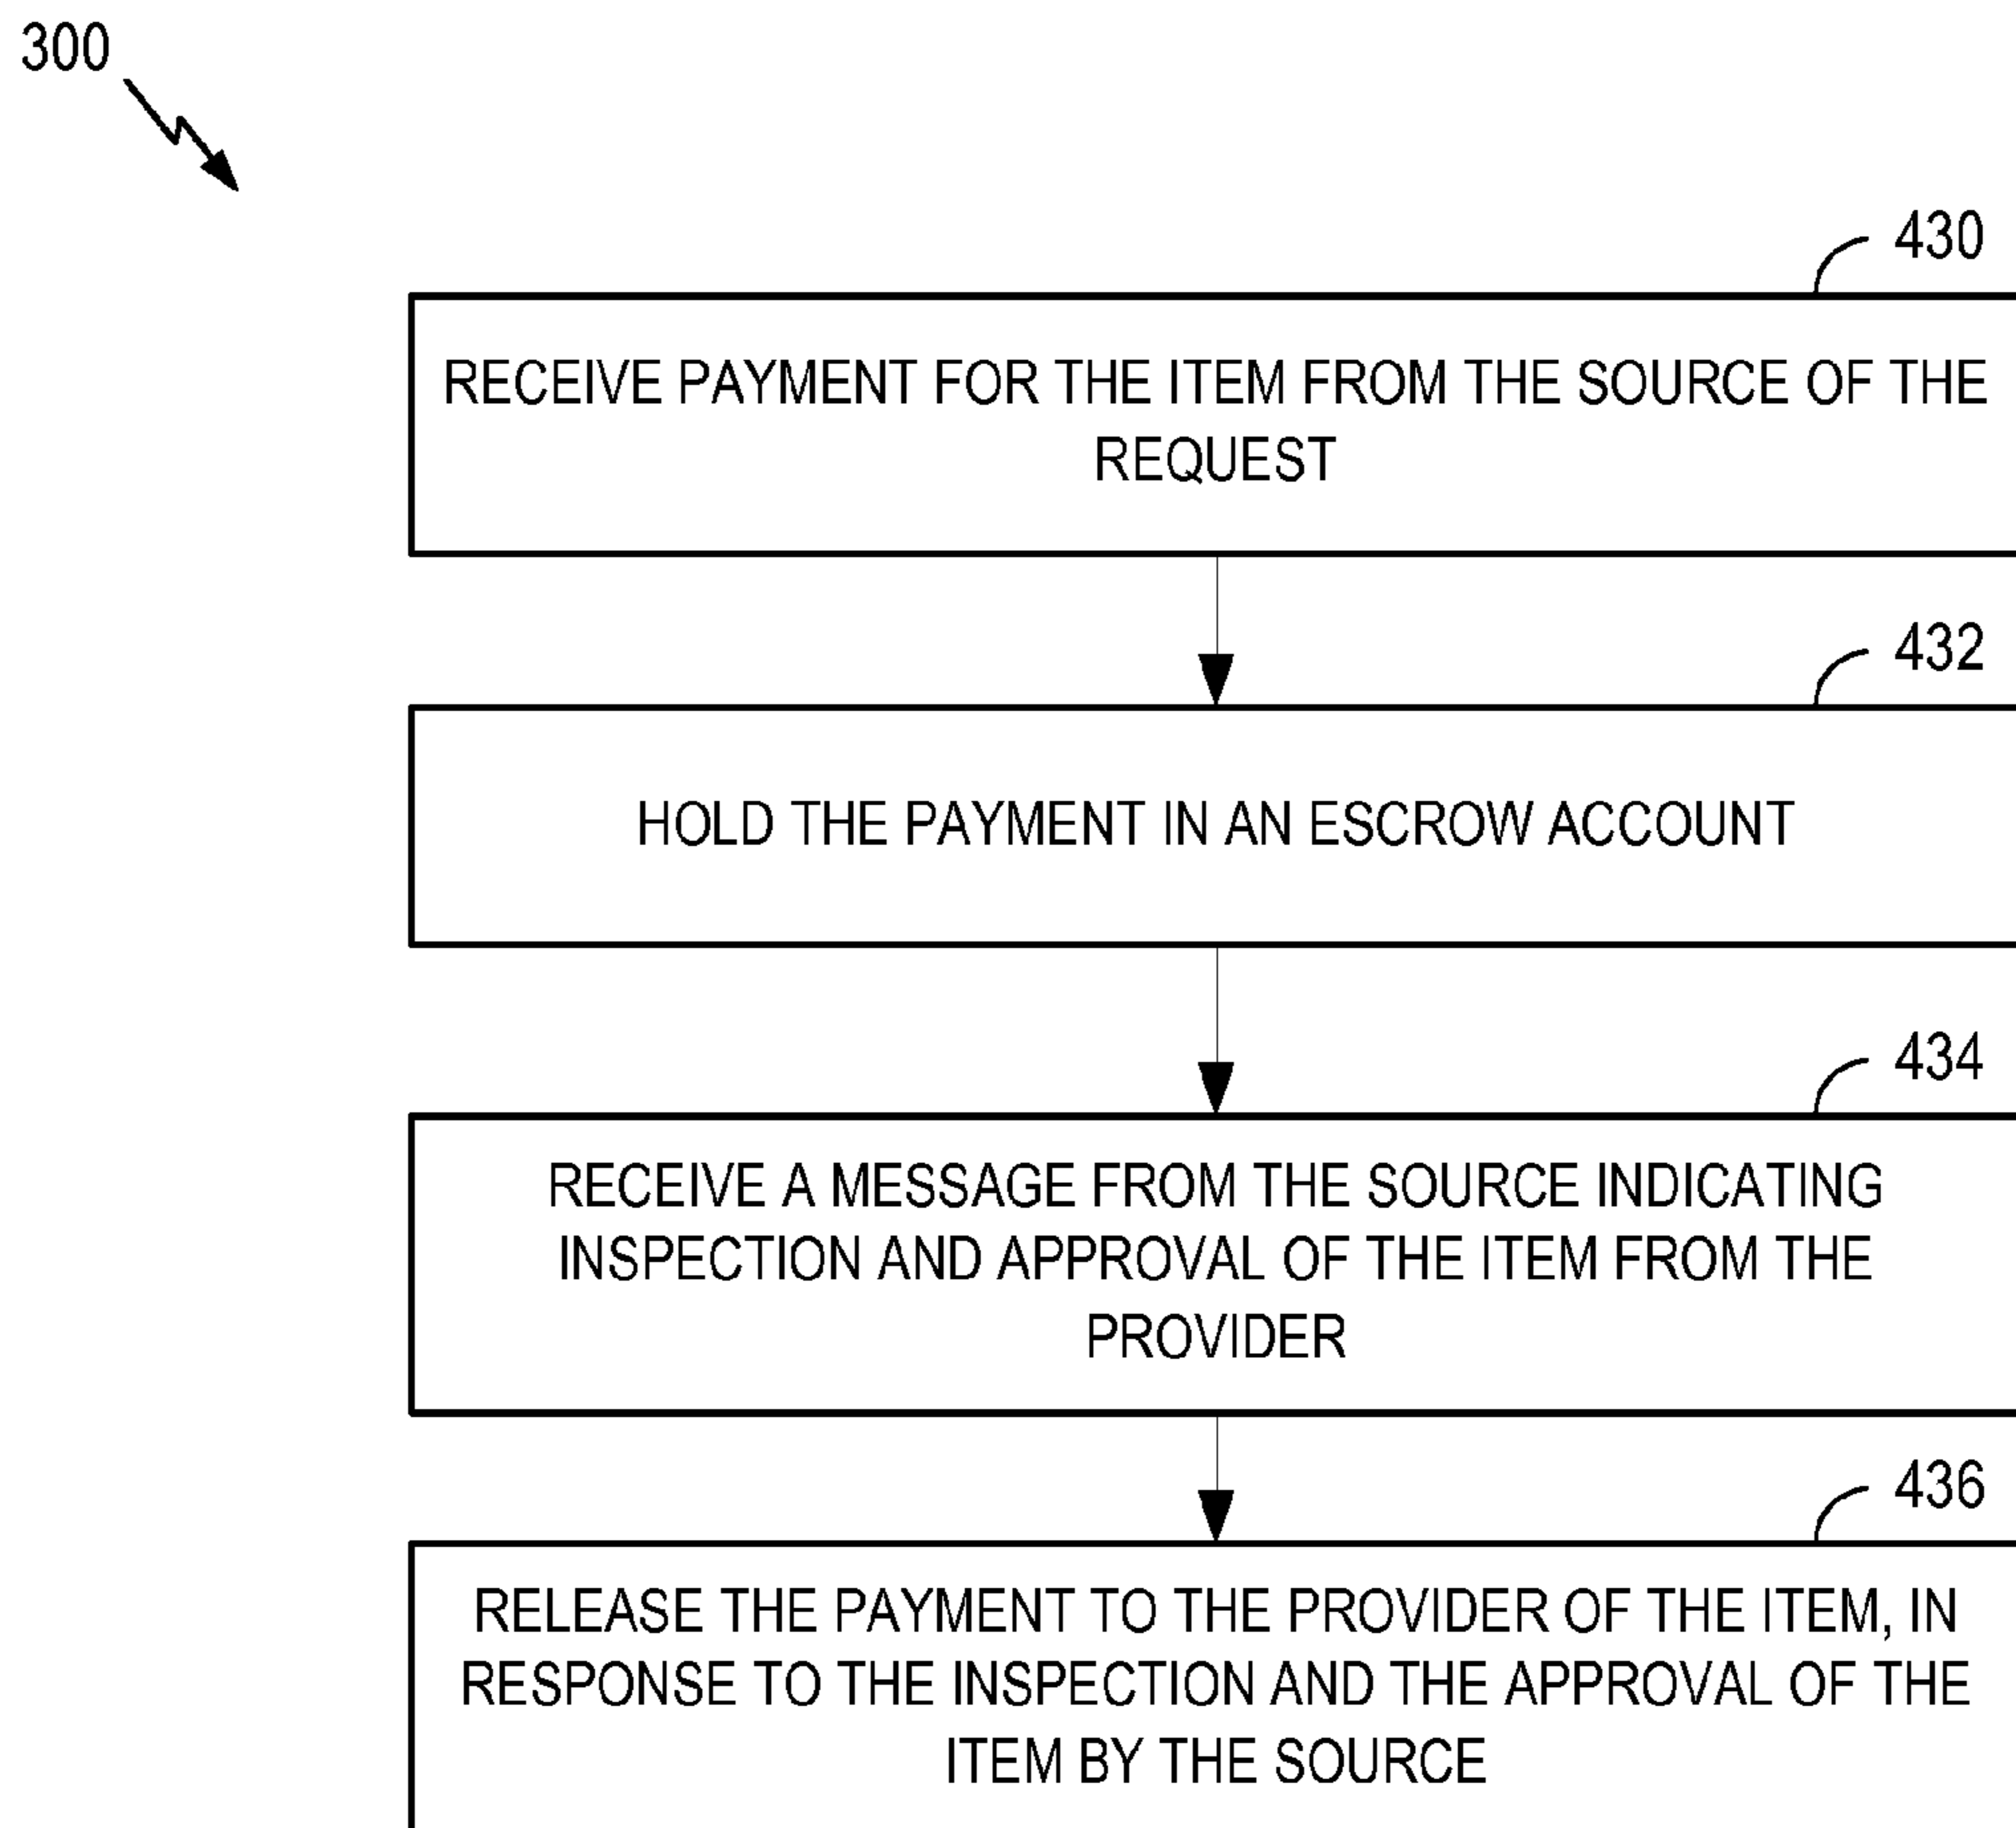 300
430
RECEIVE PAYMENT FOR THE ITEM FROM THE SOURCE OF THE
REQUEST
432
HOLD THE PAYMENT IN AN ESCROW ACCOUNT
434
RECEIVE A MESSAGE FROM THE SOURCE INDICATING
INSPECTION AND APPROVAL OF THE ITEM FROM THE
PROVIDER
436
RELEASE THE PAYMENT TO THE PROVIDER OF THE ITEM, IN
RESPONSE TO THE INSPECTION AND THE APPROVAL OF THE
ITEM BY THE SOURCE